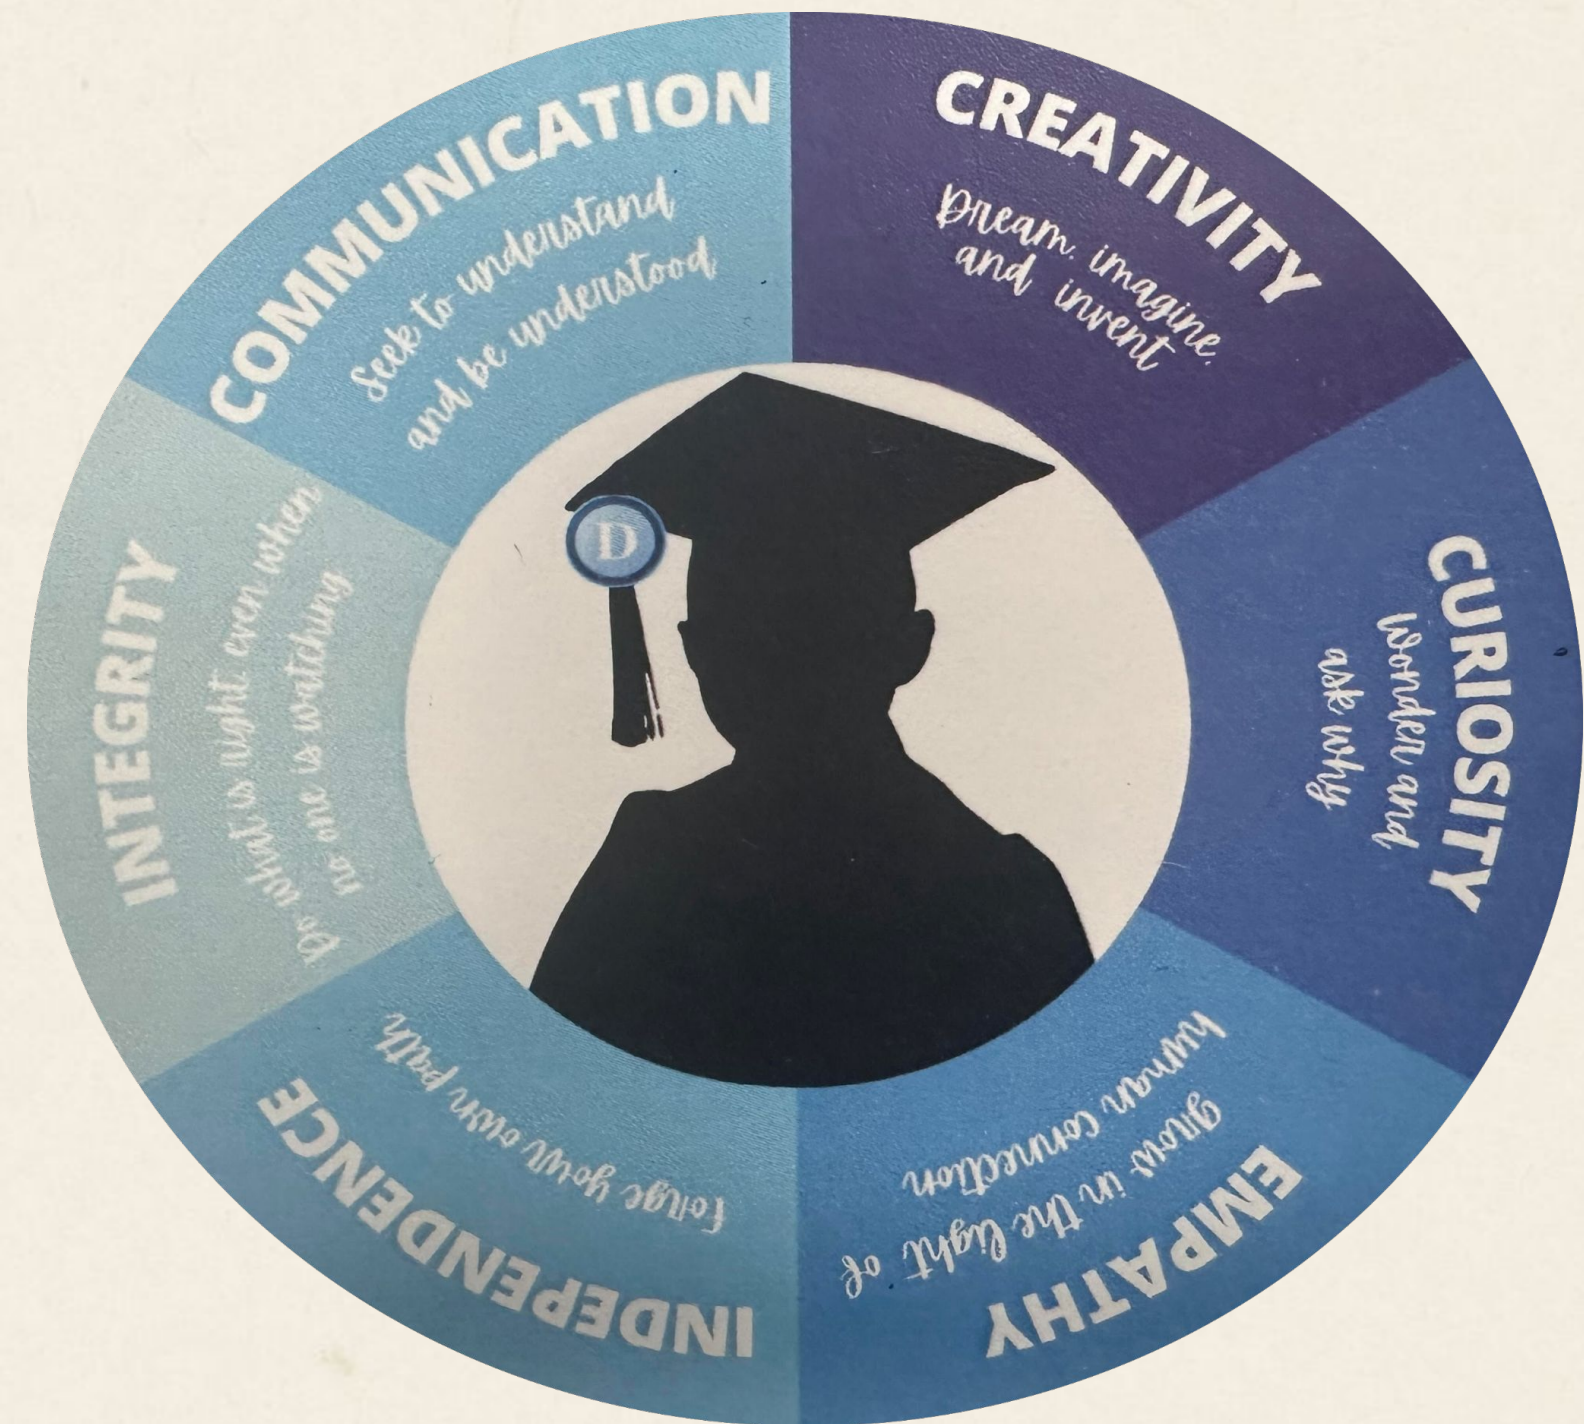 COMMUNICATION
Seek to understand
and be understood
CREATIVITY
Dream, imagine,
and invent
CURIOSITY
Wonder and
ask why
EMPATHY
grow in the light of
human connection
INDEPENDENCE
forge your own path
INTEGRITY
Do what is right even when
no one is watching
D